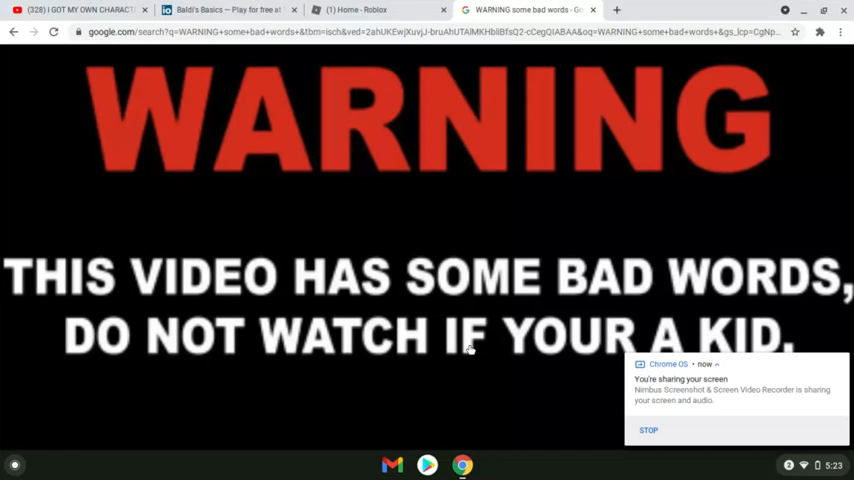 (328) I GOT MY OWN CHARACT
Baldi's Basics — Play for free at
(1) Home - Roblox
WARNING some bad words - Goo
google.com/search?q=WARNING+some+bad+words+&tbm=isch&ved=2ahUKEwjXuvjJ-bruAhUTAlMKHbliBfsQ2-cCegQIABAA&oq=WARNING+some+bad+words+&gs_lcp=CgNp...
WARNING
THIS VIDEO HAS SOME BAD WORDS,
DO NOT WATCH IF YOUR A KID.
Chrome OS • now
You're sharing your screen
Nimbus Screenshot & Screen Video Recorder is sharing
your screen and audio.
STOP
2
5:23